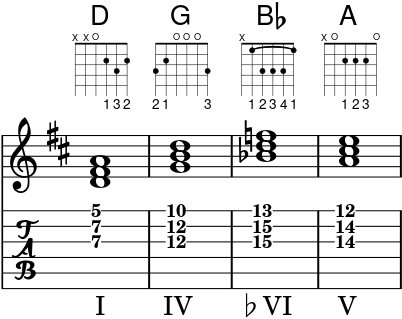 D G B♭ A
x x o o o o x x o o
1 3 2 2 1 3 1 2 3 4 1 1 2 3
5 10 13 12
T 7 12 15 14
A 7 12 15 14
B
I IV ♭VI V